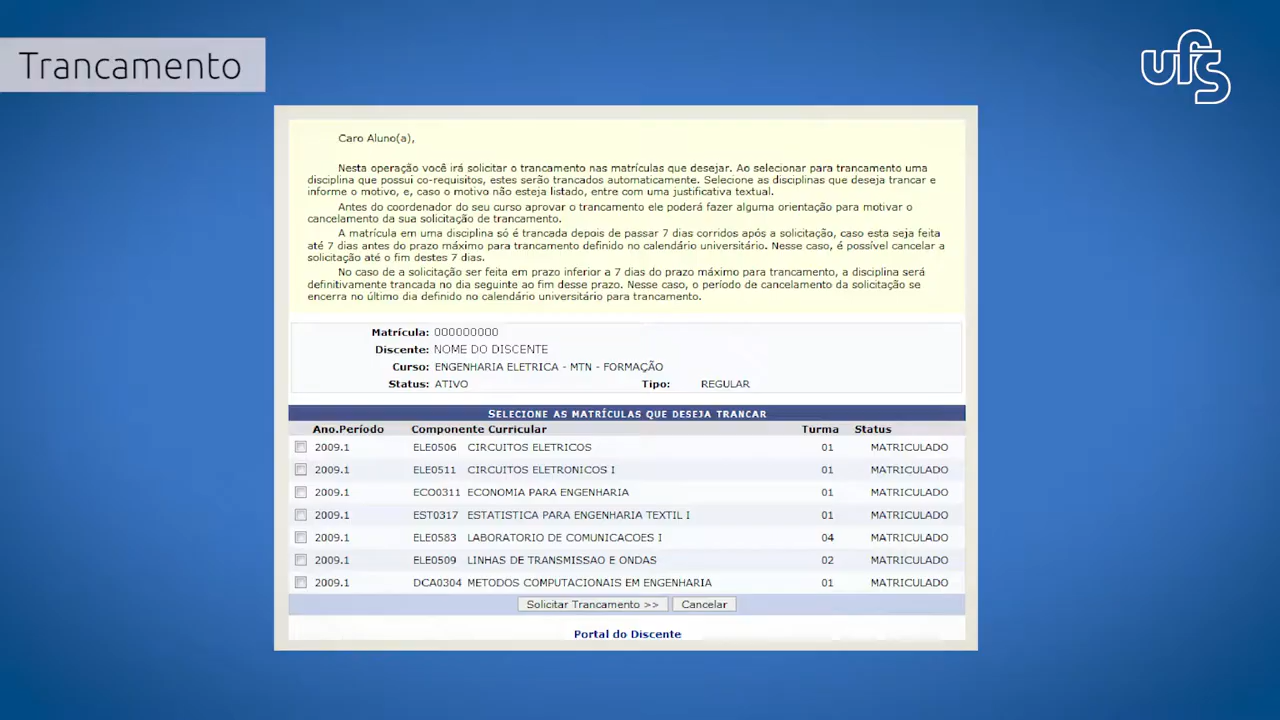 Trancamento
ufs
Caro Aluno(a),
Nesta operação você irá solicitar o trancamento nas matrículas que desejar. Ao selecionar para trancamento uma
disciplina que possui co-requisitos, estes serão trancados automaticamente. Selecione as disciplinas que deseja trancar e
informe o motivo, e, caso o motivo não esteja listado, entre com uma justificativa textual.
Antes do coordenador do seu curso aprovar o trancamento ele poderá fazer alguma orientação para motivar o
cancelamento da sua solicitação de trancamento.
A matrícula em uma disciplina só é trancada depois de passar 7 dias corridos após a solicitação, caso esta seja feita
até 7 dias antes do prazo máximo para trancamento definido no calendário universitário. Nesse caso, é possível cancelar a
solicitação até o fim destes 7 dias.
No caso de a solicitação ser feita em prazo inferior a 7 dias do prazo máximo para trancamento, a disciplina será
definitivamente trancada no dia seguinte ao fim desse prazo. Nesse caso, o período de cancelamento da solicitação se
encerra no último dia definido no calendário universitário para trancamento.
Matrícula: 000000000
Discente: NOME DO DISCENTE
Curso: ENGENHARIA ELETRICA - MTN - FORMAÇÃO
Status: ATIVO Tipo: REGULAR
SELECIONE AS MATRÍCULAS QUE DESEJA TRANCAR
Ano.Período Componente Curricular Turma Status
2009.1 ELE0506 CIRCUITOS ELETRICOS 01 MATRICULADO
2009.1 ELE0511 CIRCUITOS ELETRONICOS I 01 MATRICULADO
2009.1 ECO0311 ECONOMIA PARA ENGENHARIA 01 MATRICULADO
2009.1 EST0317 ESTATISTICA PARA ENGENHARIA TEXTIL I 01 MATRICULADO
2009.1 ELE0583 LABORATORIO DE COMUNICACOES I 04 MATRICULADO
2009.1 ELE0509 LINHAS DE TRANSMISSAO E ONDAS 02 MATRICULADO
2009.1 DCA0304 METODOS COMPUTACIONAIS EM ENGENHARIA 01 MATRICULADO
Solicitar Trancamento >> Cancelar
Portal do Discente